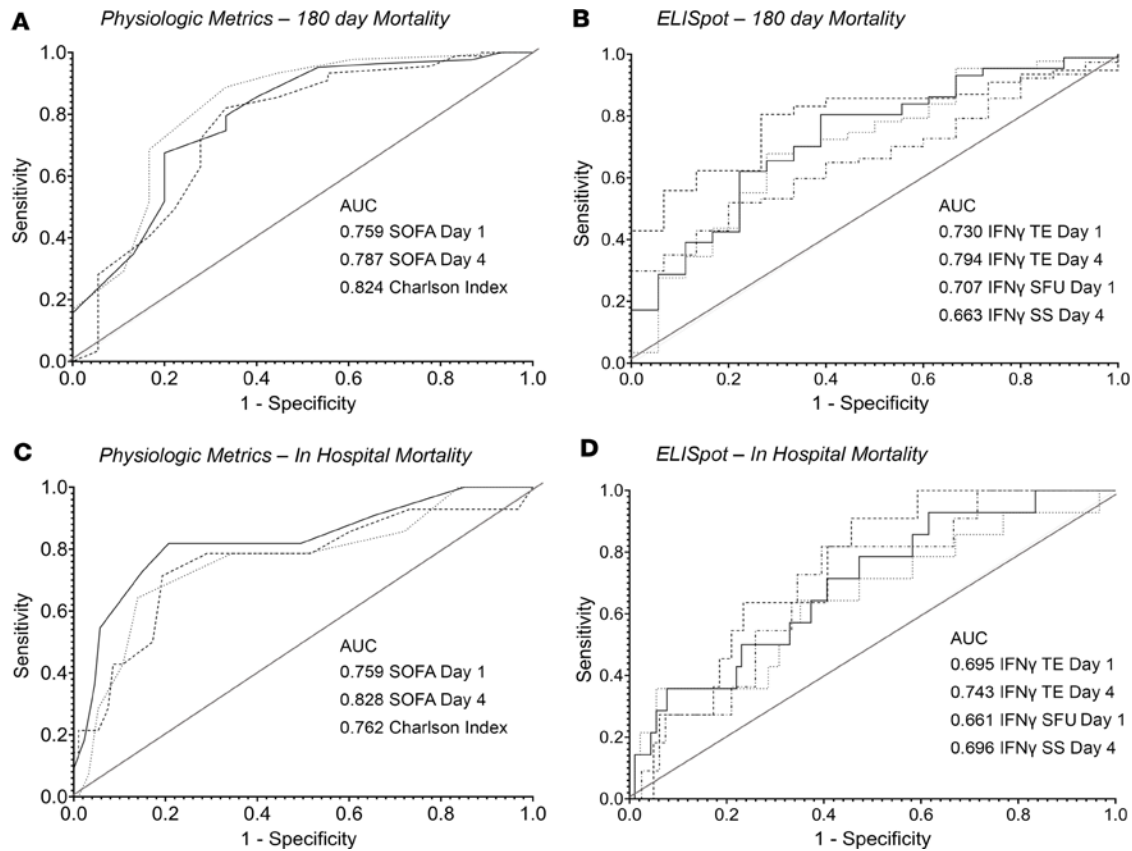 A
Physiologic Metrics – 180 day Mortality
Sensitivity
1.0
0.8
0.6
0.4
0.2
0.0
0.0 0.2 0.4 0.6 0.8 1.0
1 - Specificity
AUC
0.759 SOFA Day 1
0.787 SOFA Day 4
0.824 Charlson Index
B
ELISpot – 180 day Mortality
Sensitivity
1.0
0.8
0.6
0.4
0.2
0.0
0.0 0.2 0.4 0.6 0.8 1.0
1 - Specificity
AUC
0.730 IFNγ TE Day 1
0.794 IFNγ TE Day 4
0.707 IFNγ SFU Day 1
0.663 IFNγ SS Day 4
C
Physiologic Metrics – In Hospital Mortality
Sensitivity
1.0
0.8
0.6
0.4
0.2
0.0
0.0 0.2 0.4 0.6 0.8 1.0
1 - Specificity
AUC
0.759 SOFA Day 1
0.828 SOFA Day 4
0.762 Charlson Index
D
ELISpot – In Hospital Mortality
Sensitivity
1.0
0.8
0.6
0.4
0.2
0.0
0.0 0.2 0.4 0.6 0.8 1.0
1 - Specificity
AUC
0.695 IFNγ TE Day 1
0.743 IFNγ TE Day 4
0.661 IFNγ SFU Day 1
0.696 IFNγ SS Day 4